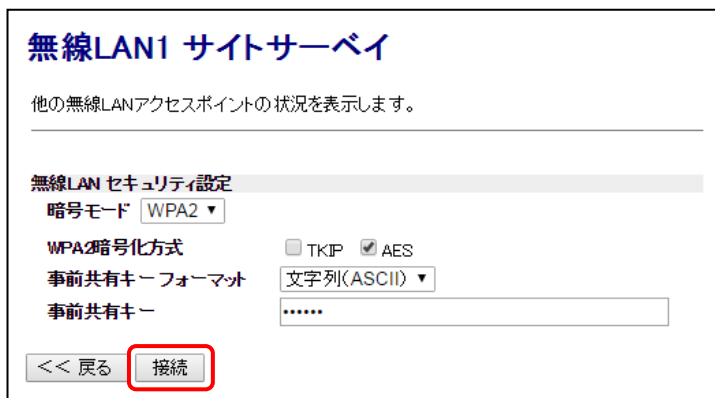 無線LAN1 サイトサーベイ
他の無線LANアクセスポイントの状況を表示します。
無線LAN セキュリティ設定
暗号モード WPA2 ▼
WPA2暗号化方式 TKIP AES
事前共有キーフォーマット 文字列(ASCII) ▼
事前共有キー ••••••
<< 戻る 接続